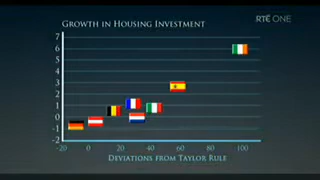 Growth in Housing Investment
RTÉ ONE
7
6
5
4
3
2
1
0
-1
-2
-20 0 20 40 60 80 100
Deviations from Taylor Rule